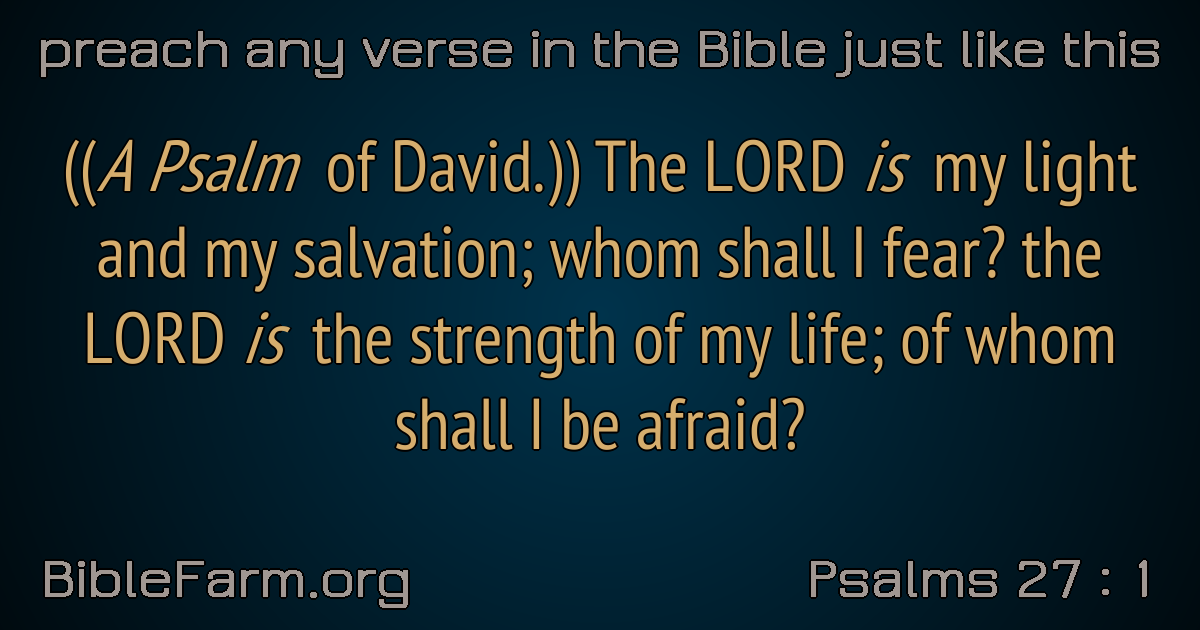 preach any verse in the Bible just like this
((A Psalm of David.)) The LORD is my light
and my salvation; whom shall I fear? the
LORD is the strength of my life; of whom
shall I be afraid?
BibleFarm.org
Psalms 27 : 1